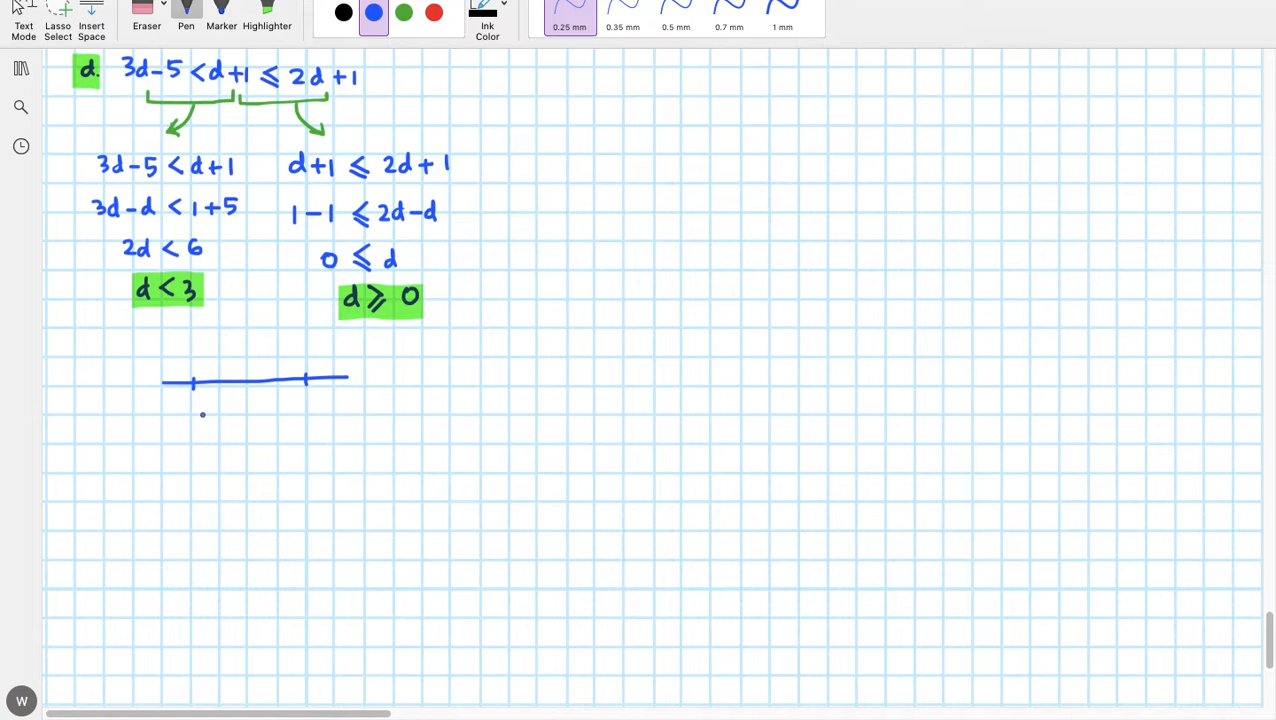 Text Mode
Lasso Select
Insert Space
Eraser
Pen
Marker
Highlighter
Ink Color
0.25 mm
0.35 mm
0.5 mm
0.7 mm
1 mm
d. 3d-5 < d+1 ≤ 2d+1
3d-5 < d+1
3d-d < 1+5
2d < 6
d < 3
d+1 ≤ 2d+1
1-1 ≤ 2d-d
0 ≤ d
d ≥ 0
W